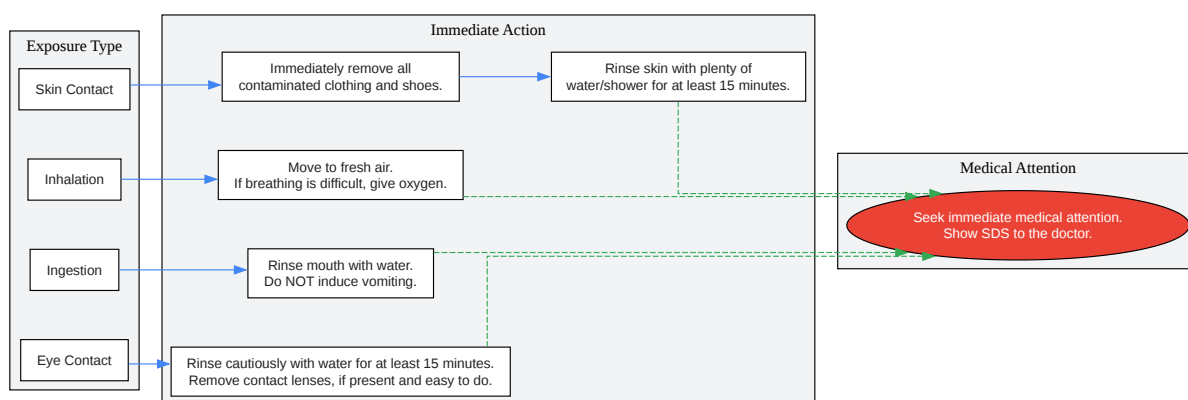 Exposure Type
Immediate Action
Skin Contact
Immediately remove all
contaminated clothing and shoes.
Rinse skin with plenty of
water/shower for at least 15 minutes.
Inhalation
Move to fresh air.
If breathing is difficult, give oxygen.
Medical Attention
Seek immediate medical attention.
Show SDS to the doctor.
Ingestion
Rinse mouth with water.
Do NOT induce vomiting.
Eye Contact
Rinse cautiously with water for at least 15 minutes.
Remove contact lenses, if present and easy to do.